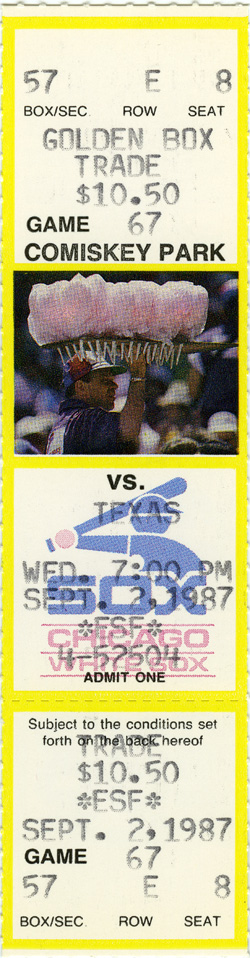 57 E 8
BOX/SEC. ROW SEAT
GOLDEN BOX
TRADE
$10.50
GAME 67
COMISKEY PARK
VS.
TEXAS
WED. 7:00 PM
SEPT. 2,1987
SOX
*ESF*
CHICAGO
4-52504
WHITE SOX
ADMIT ONE
Subject to the conditions set
forth on the back hereof
TRADE
$10.50
*ESF*
SEPT. 2,1987
GAME 67
57 E 8
BOX/SEC. ROW SEAT